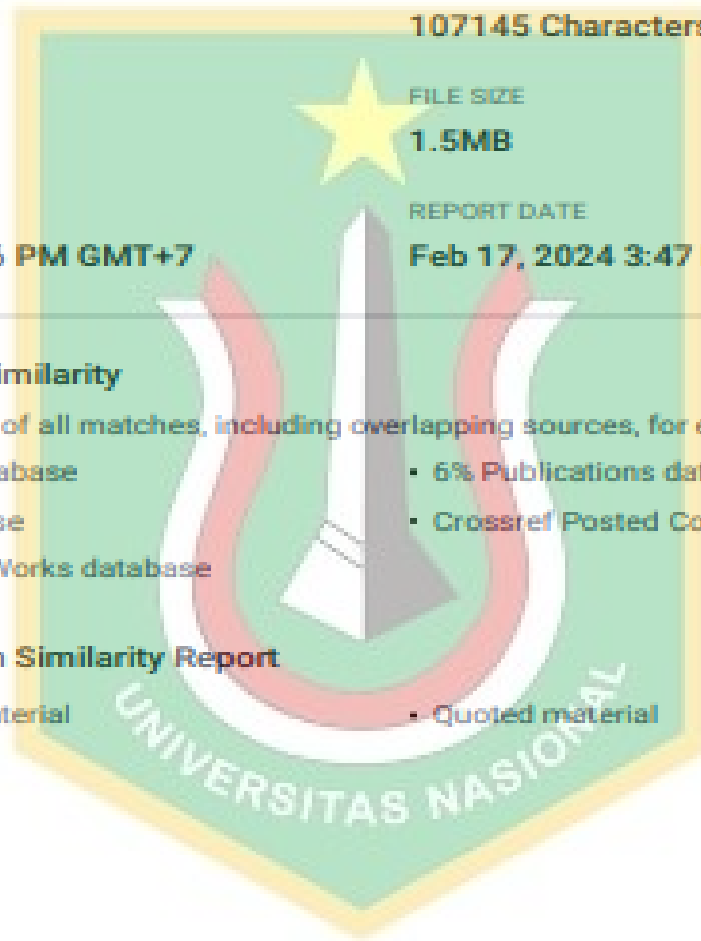 107145 Characters
FILE SIZE
1.5MB
REPORT DATE
PM GMT+7 Feb 17, 2024 3:47
imilarity
of all matches, including overlapping sources, for e
abase • 6% Publications dat
se • Crossref Posted Co
Works database
n Similarity Report
aterial • Quoted material
UNIVERSITAS NASIONAL